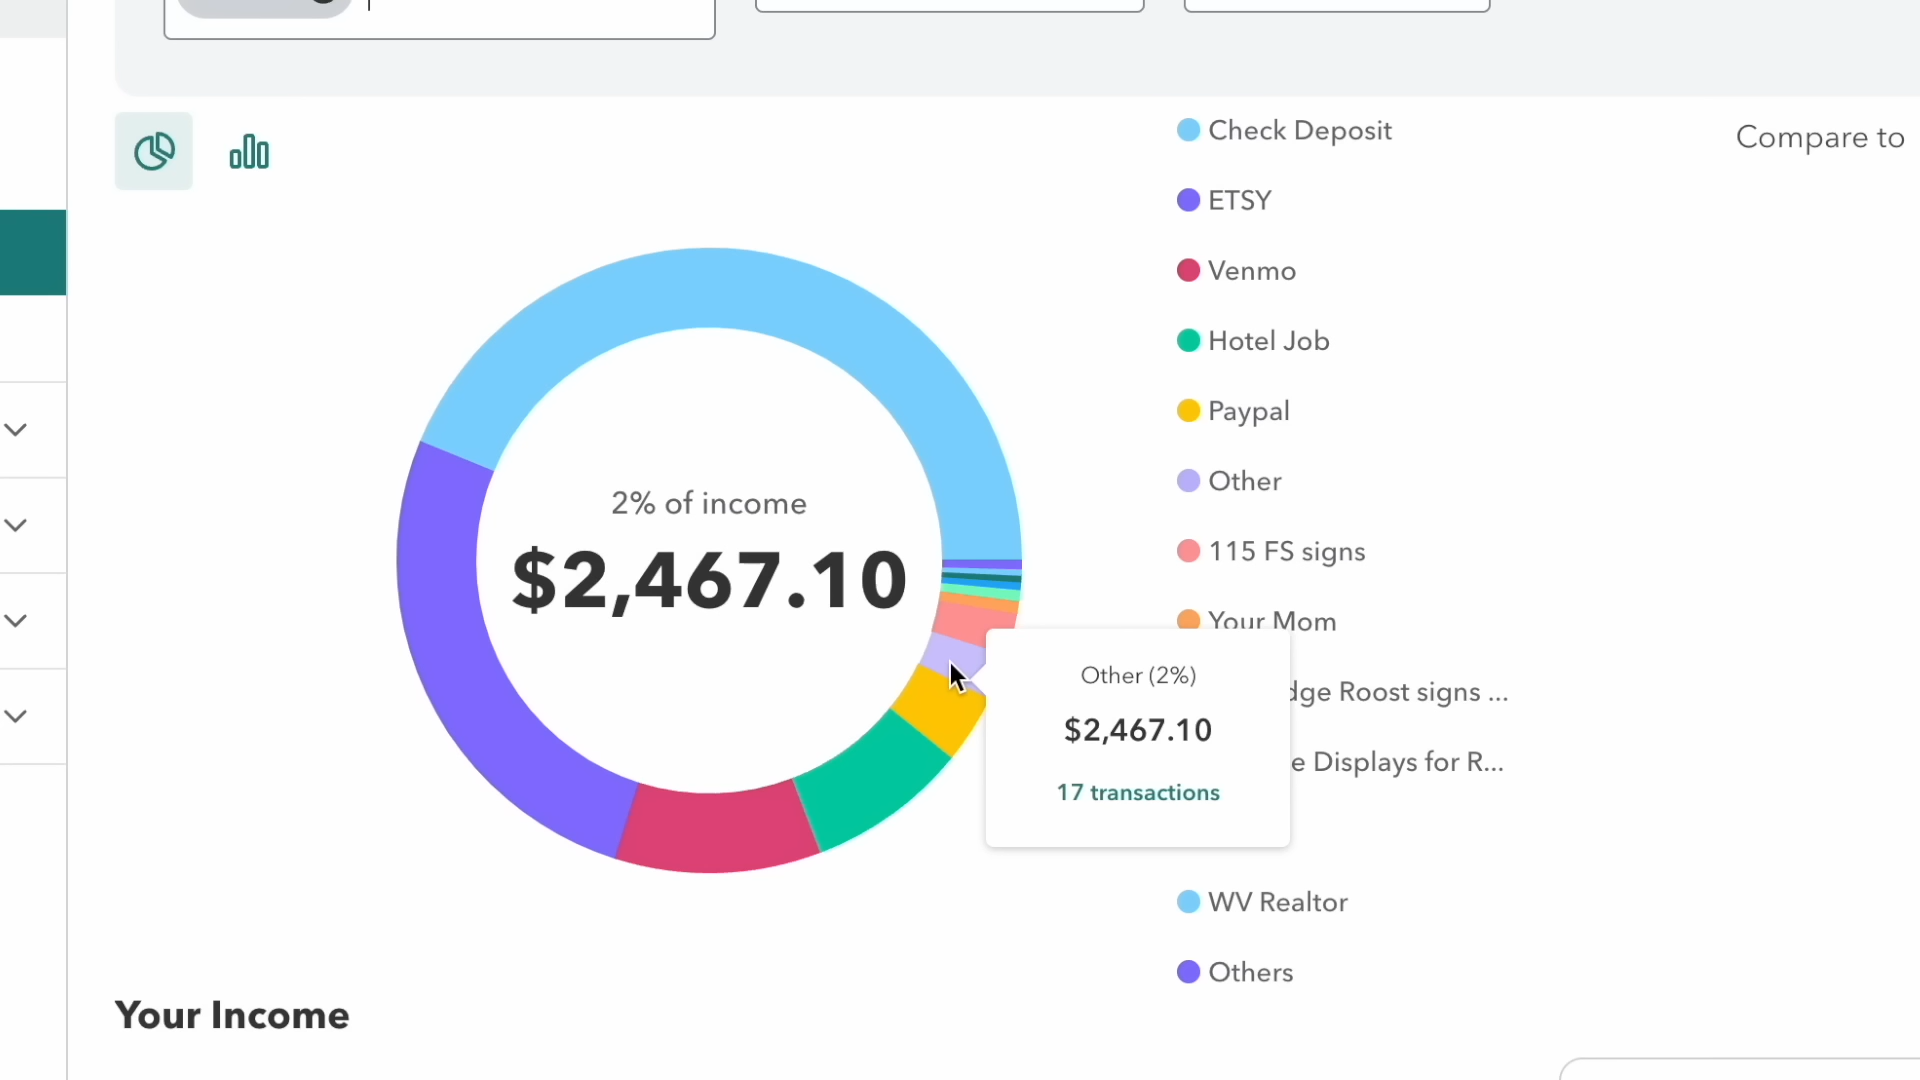 Compare to
Check Deposit
ETSY
Venmo
Hotel Job
Paypal
Other
115 FS signs
Your Mom
dge Roost signs ...
e Displays for R...
WV Realtor
Others
2% of income
$2,467.10
Other (2%)
$2,467.10
17 transactions
Your Income